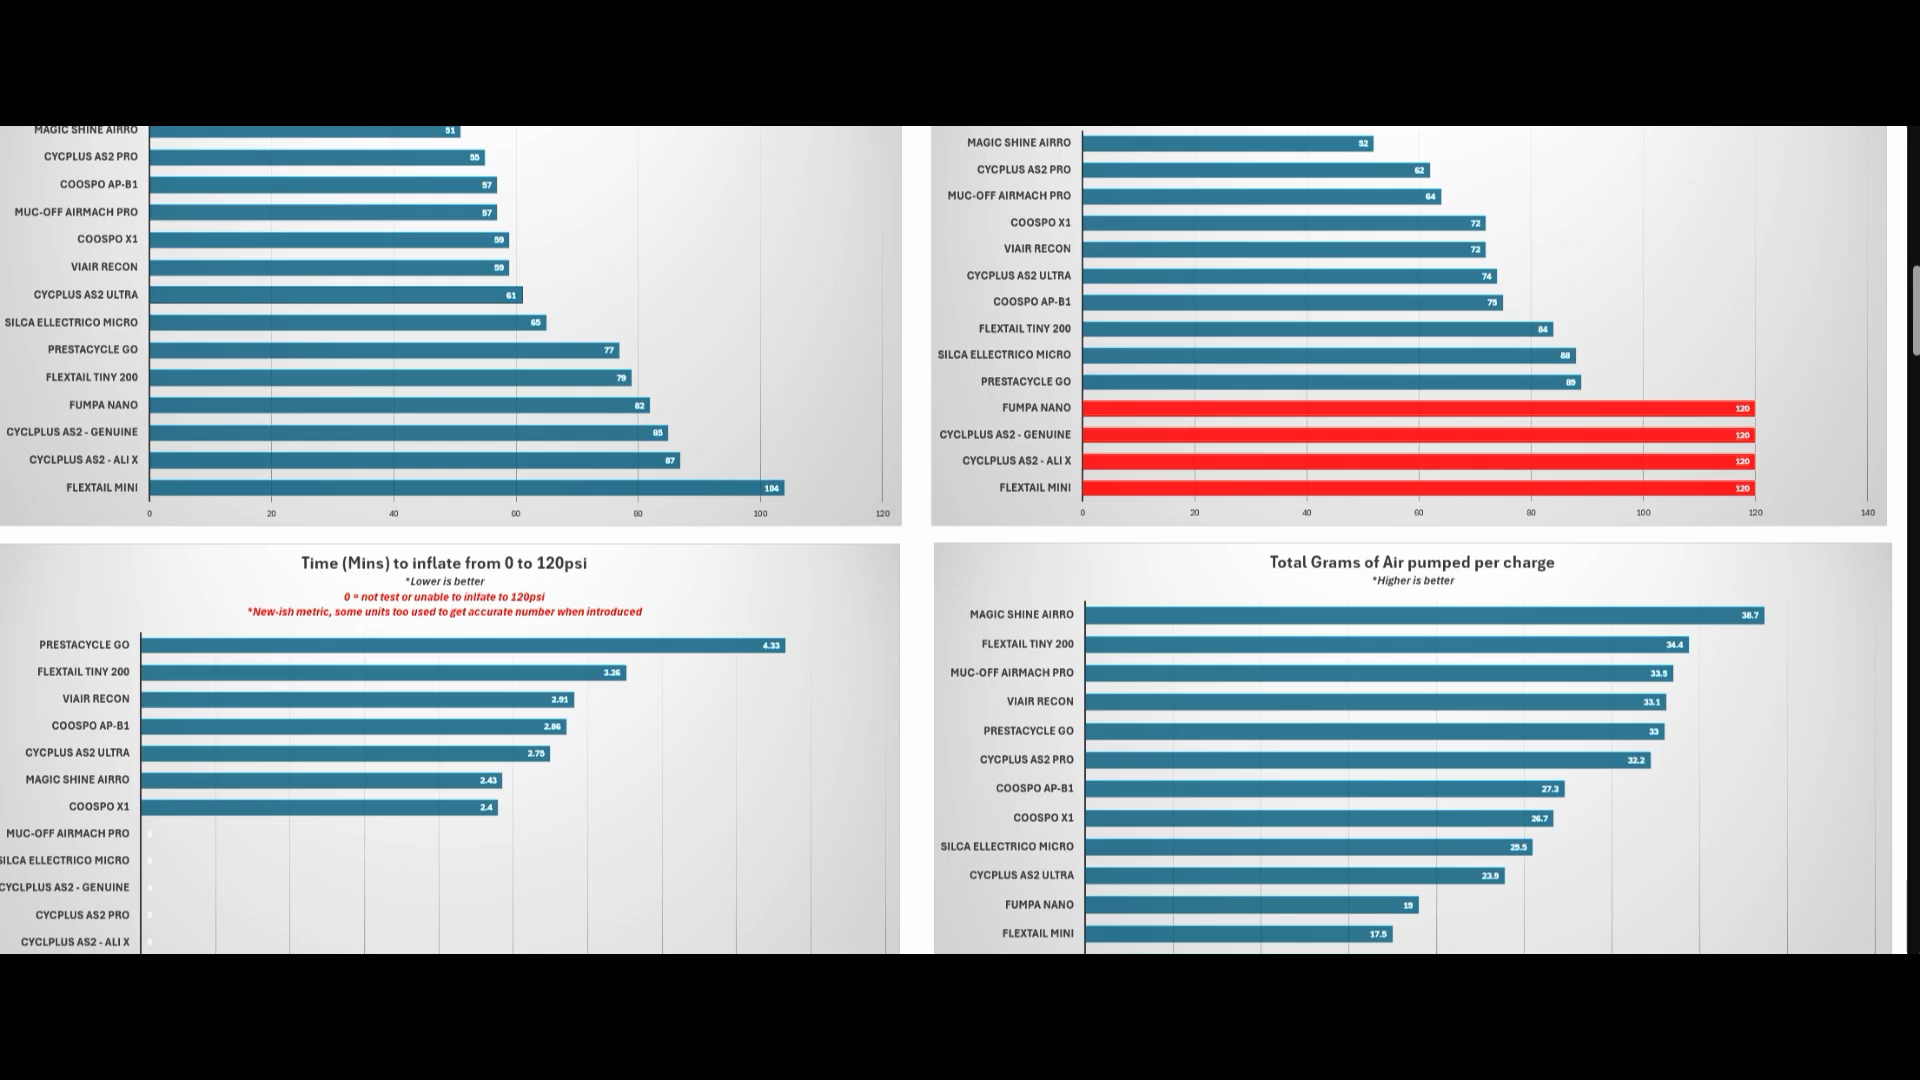 MAGIC SHINE AIRRO 51
CYCPLUS AS2 PRO 55
COOSPO AP-B1 57
MUC-OFF AIRMACH PRO 57
COOSPO X1 59
VIAIR RECON 59
CYCPLUS AS2 ULTRA 61
SILCA ELLECTRICO MICRO 65
PRESTACYCLE GO 77
FLEXTAIL TINY 200 79
FUMPA NANO 82
CYCLPLUS AS2 - GENUINE 85
CYCLPLUS AS2 - ALI X 87
FLEXTAIL MINI 104
0 20 40 60 80 100 120
MAGIC SHINE AIRRO 52
CYCPLUS AS2 PRO 62
MUC-OFF AIRMACH PRO 64
COOSPO X1 72
VIAIR RECON 72
CYCPLUS AS2 ULTRA 74
COOSPO AP-B1 75
FLEXTAIL TINY 200 84
SILCA ELLECTRICO MICRO 88
PRESTACYCLE GO 89
FUMPA NANO 120
CYCLPLUS AS2 - GENUINE 120
CYCLPLUS AS2 - ALI X 120
FLEXTAIL MINI 120
0 20 40 60 80 100 120 140
Time (Mins) to inflate from 0 to 120psi
*Lower is better
0 = not test or unable to inlfate to 120psi
*New-ish metric, some units too used to get accurate number when introduced
PRESTACYCLE GO 4.33
FLEXTAIL TINY 200 3.26
VIAIR RECON 2.91
COOSPO AP-B1 2.86
CYCPLUS AS2 ULTRA 2.75
MAGIC SHINE AIRRO 2.43
COOSPO X1 2.4
MUC-OFF AIRMACH PRO 0
SILCA ELLECTRICO MICRO 0
CYCLPLUS AS2 - GENUINE 0
CYCPLUS AS2 PRO 0
CYCLPLUS AS2 - ALI X 0
Total Grams of Air pumped per charge
*Higher is better
MAGIC SHINE AIRRO 38.7
FLEXTAIL TINY 200 34.4
MUC-OFF AIRMACH PRO 33.5
VIAIR RECON 33.1
PRESTACYCLE GO 33
CYCPLUS AS2 PRO 32.2
COOSPO AP-B1 27.3
COOSPO X1 26.7
SILCA ELLECTRICO MICRO 25.5
CYCPLUS AS2 ULTRA 23.9
FUMPA NANO 19
FLEXTAIL MINI 17.5